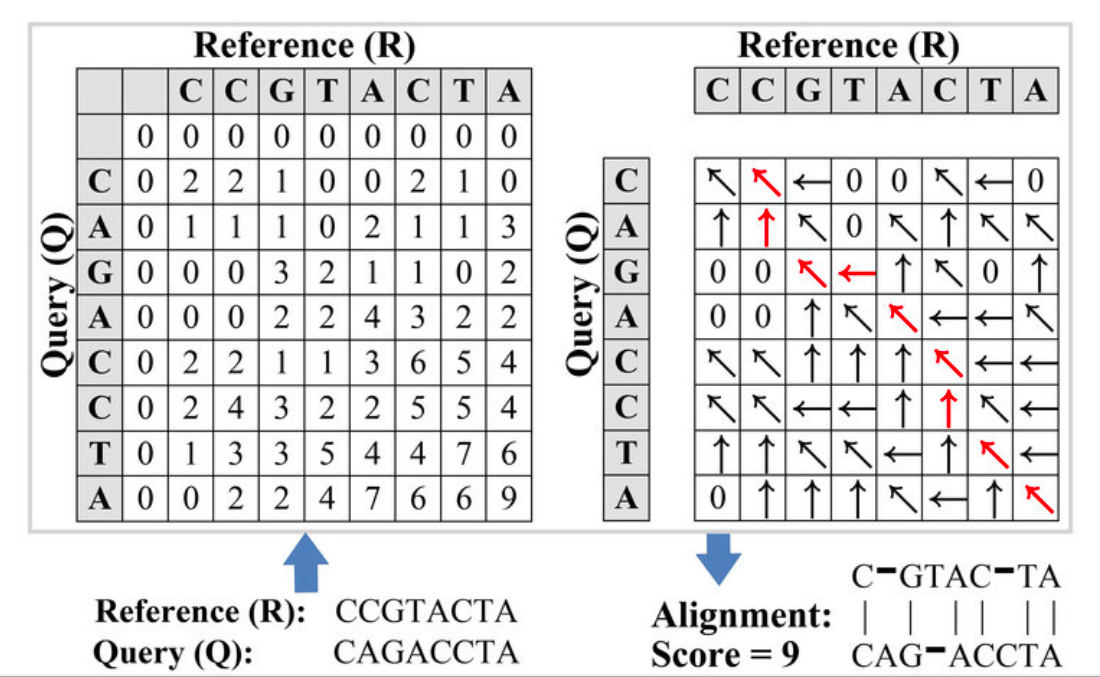 Reference (R)
C C G T A C T A
0 0 0 0 0 0 0 0 0
C 0 2 2 1 0 0 2 1 0
A 0 1 1 1 0 2 1 1 3
G 0 0 0 3 2 1 1 0 2
A 0 0 0 2 2 4 3 2 2
C 0 2 2 1 1 3 6 5 4
C 0 2 4 3 2 2 5 5 4
T 0 1 3 3 5 4 4 7 6
A 0 0 2 2 4 7 6 6 9
Query (Q)
Reference (R)
C C G T A C T A
C ↖ ↖ ← 0 0 ↖ ← 0
A ↑ ↑ ↖ 0 ↖ ↑ ↖ ↖
G 0 0 ↖ ← ↑ ↖ 0 ↑
A 0 0 ↑ ↖ ↖ ← ← ↖
C ↖ ↖ ↑ ↑ ↑ ↖ ← ←
C ↖ ↖ ← ← ↑ ↑ ↖ ←
T ↑ ↑ ↖ ↖ ← ↑ ↖ ←
A 0 ↑ ↑ ↑ ↖ ← ↑ ↖
Query (Q)
Reference (R): CCGTACTA
Query (Q): CAGACCTA
Alignment:
Score = 9
C-GTAC-TA
| | | | | |
CAG-ACCTA